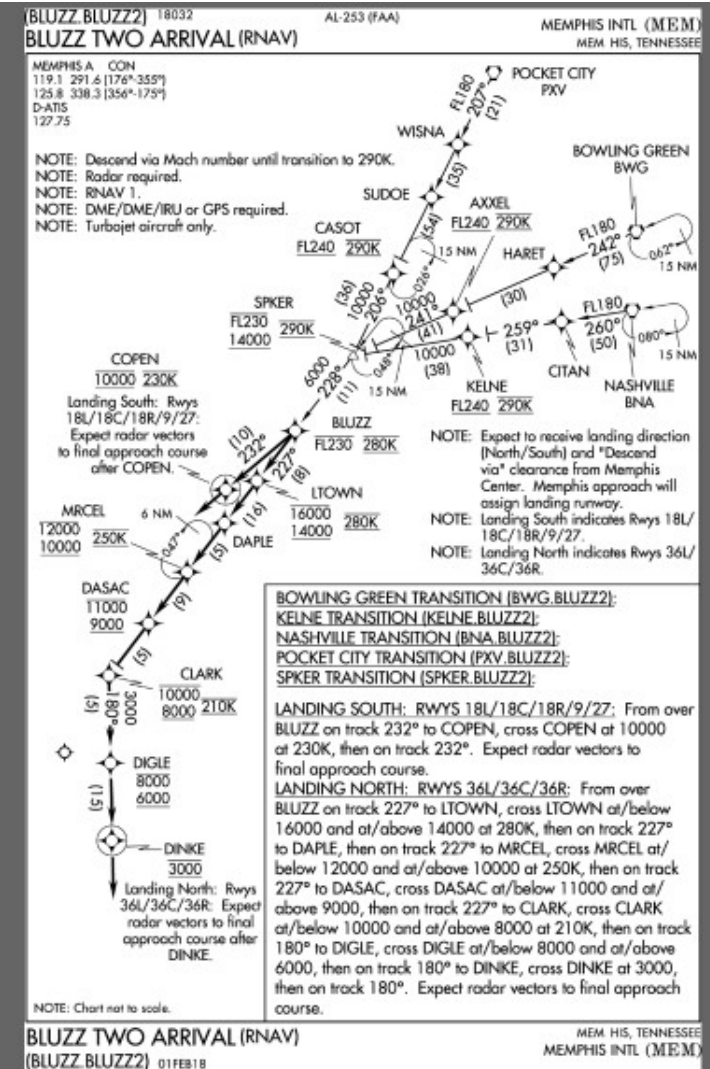 (BLUZZ.BLUZZ2) 18032
AL-253 (FAA)
MEMPHIS INTL (MEM)
BLUZZ TWO ARRIVAL (RNAV)
MEM HIS, TENNESSEE
MEMPHIS A CON
119.1 291.6 (176°-355°)
125.8 338.3 (356°-175°)
D-ATIS
127.75
NOTE: Descend via Mach number until transition to 290K.
NOTE: Radar required.
NOTE: RNAV 1.
NOTE: DME/DME/IRU or GPS required.
NOTE: Turbojet aircraft only.
POCKET CITY
PXV
FL180
207°
(21)
WISNA
(35)
SUDOE
(54)
CASOT
FL240 290K
15 NM
026°
(36)
10000
206°
AXXEL
FL240 290K
BOWLING GREEN
BWG
FL180
242°
(75)
062°
15 NM
HARET
(30)
10000
241°
(41)
SPKER
FL230
14000
290K
048°
15 NM
10000
(38)
KELNE
FL240 290K
259°
(31)
CITAN
FL180
260°
(50)
080°
15 NM
NASHVILLE
BNA
6000
228°
(11)
BLUZZ
FL230 280K
COPEN
10000 230K
Landing South: Rwys
18L/18C/18R/9/27:
Expect radar vectors
to final approach course
after COPEN.
(10)
232°
227°
(8)
LTOWN
16000
14000
280K
(16)
DAPLE
6 NM
047°
(5)
MRCEL
12000
10000
250K
(9)
DASAC
11000
9000
(5)
CLARK
10000
8000
210K
3000
180°
(5)
DIGLE
8000
6000
(15)
DINKE
3000
Landing North: Rwys
36L/36C/36R: Expect
radar vectors to final
approach course after
DINKE.
NOTE: Expect to receive landing direction
(North/South) and "Descend
via" clearance from Memphis
Center. Memphis approach will
assign landing runway.
NOTE: Landing South indicates Rwys 18L/
18C/18R/9/27.
NOTE: Landing North indicates Rwys 36L/
36C/36R.
BOWLING GREEN TRANSITION (BWG.BLUZZ2):
KELNE TRANSITION (KELNE.BLUZZ2):
NASHVILLE TRANSITION (BNA.BLUZZ2):
POCKET CITY TRANSITION (PXV.BLUZZ2):
SPKER TRANSITION (SPKER.BLUZZ2):
LANDING SOUTH: RWYS 18L/18C/18R/9/27: From over
BLUZZ on track 232° to COPEN, cross COPEN at 10000
at 230K, then on track 232°. Expect radar vectors to
final approach course.
LANDING NORTH: RWYS 36L/36C/36R: From over
BLUZZ on track 227° to LTOWN, cross LTOWN at/below
16000 and at/above 14000 at 280K, then on track 227°
to DAPLE, then on track 227° to MRCEL, cross MRCEL at/
below 12000 and at/above 10000 at 250K, then on track
227° to DASAC, cross DASAC at/below 11000 and at/
above 9000, then on track 227° to CLARK, cross CLARK
at/below 10000 and at/above 8000 at 210K, then on track
180° to DIGLE, cross DIGLE at/below 8000 and at/above
6000, then on track 180° to DINKE, cross DINKE at 3000,
then on track 180°. Expect radar vectors to final approach
course.
NOTE: Chart not to scale.
BLUZZ TWO ARRIVAL (RNAV)
(BLUZZ.BLUZZ2) 01FEB18
MEM HIS, TENNESSEE
MEMPHIS INTL (MEM)